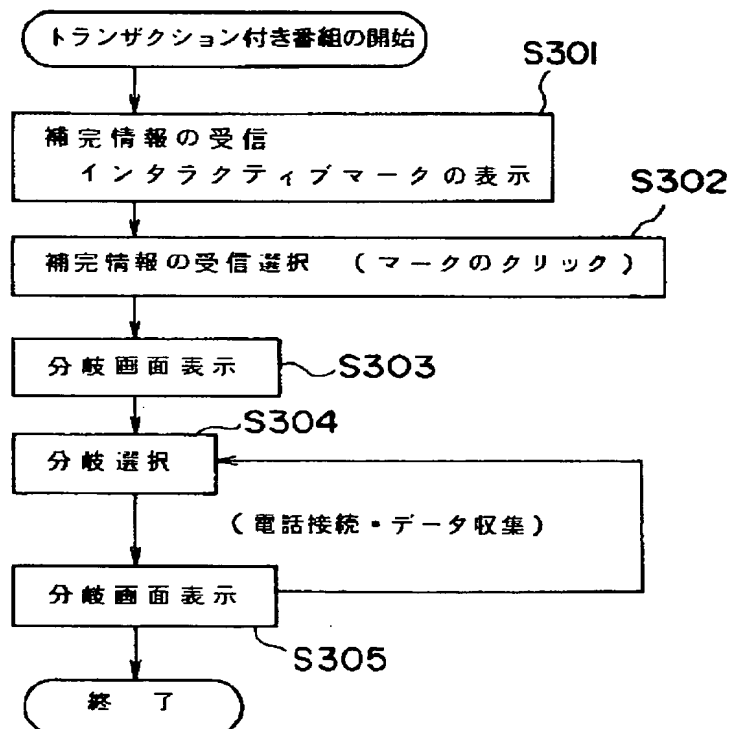 トランザクション付き番組の開始
S301
補完情報の受信
インタラクティブマークの表示
S302
補完情報の受信選択 (マークのクリック)
分岐画面表示
S303
S304
分岐選択
(電話接続・データ収集)
分岐画面表示
S305
終了